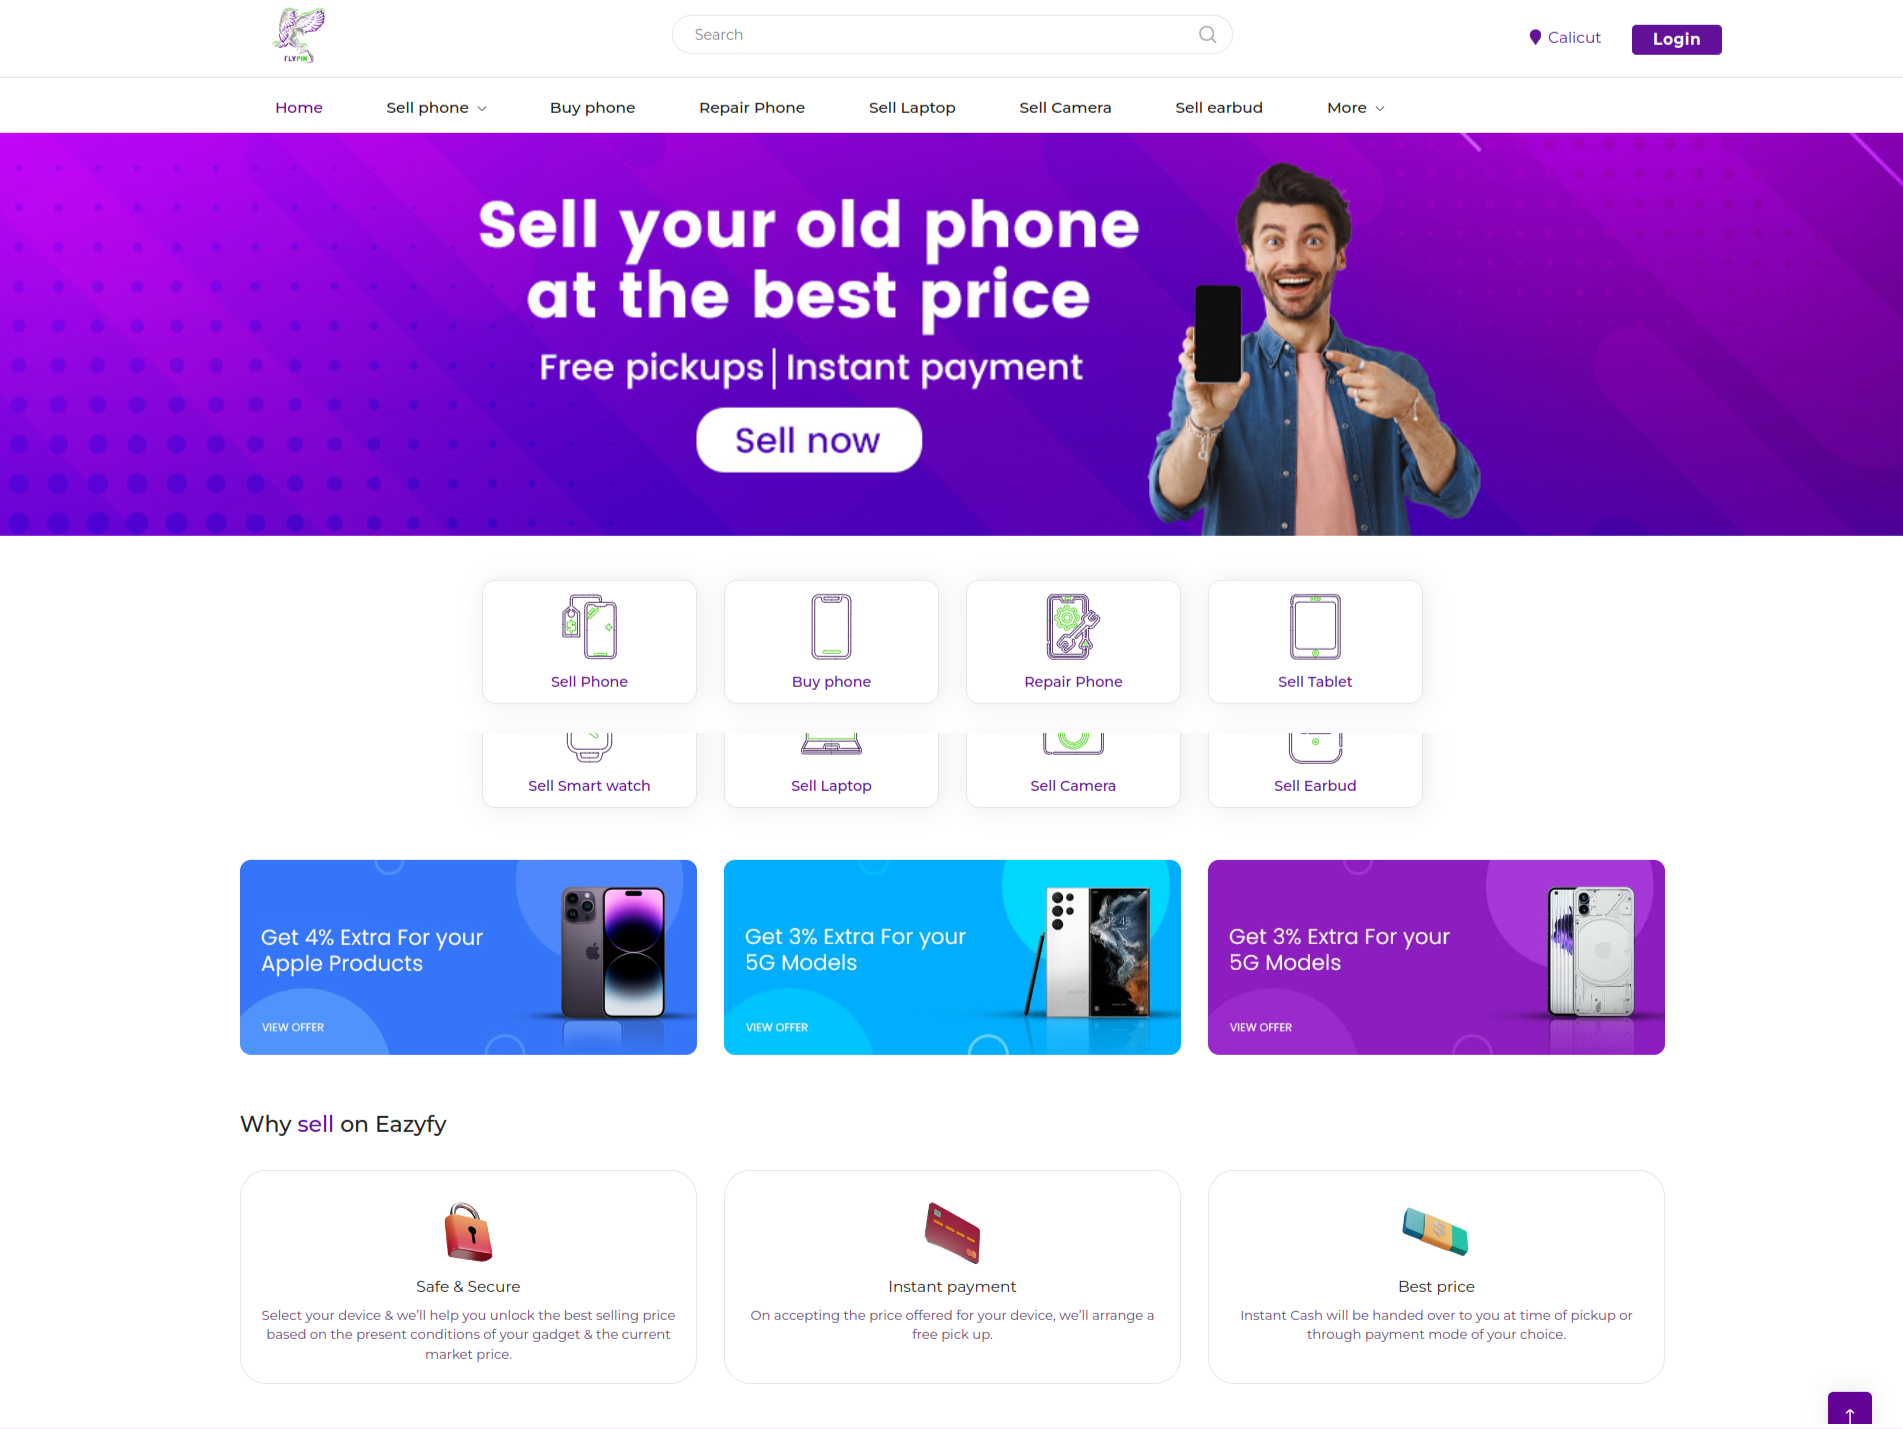 FLYPIK
Search
Calicut
Login
Home
Sell phone
Buy phone
Repair Phone
Sell Laptop
Sell Camera
Sell earbud
More
Sell your old phone
at the best price
Free pickups | Instant payment
Sell now
Sell Phone
Buy phone
Repair Phone
Sell Tablet
Sell Smart watch
Sell Laptop
Sell Camera
Sell Earbud
Get 4% Extra For your
Apple Products
VIEW OFFER
Get 3% Extra For your
5G Models
VIEW OFFER
12:45
Get 3% Extra For your
5G Models
VIEW OFFER
Why sell on Eazyfy
Safe & Secure
Select your device & we’ll help you unlock the best selling price
based on the present conditions of your gadget & the current
market price.
Instant payment
On accepting the price offered for your device, we’ll arrange a
free pick up.
Best price
Instant Cash will be handed over to you at time of pickup or
through payment mode of your choice.